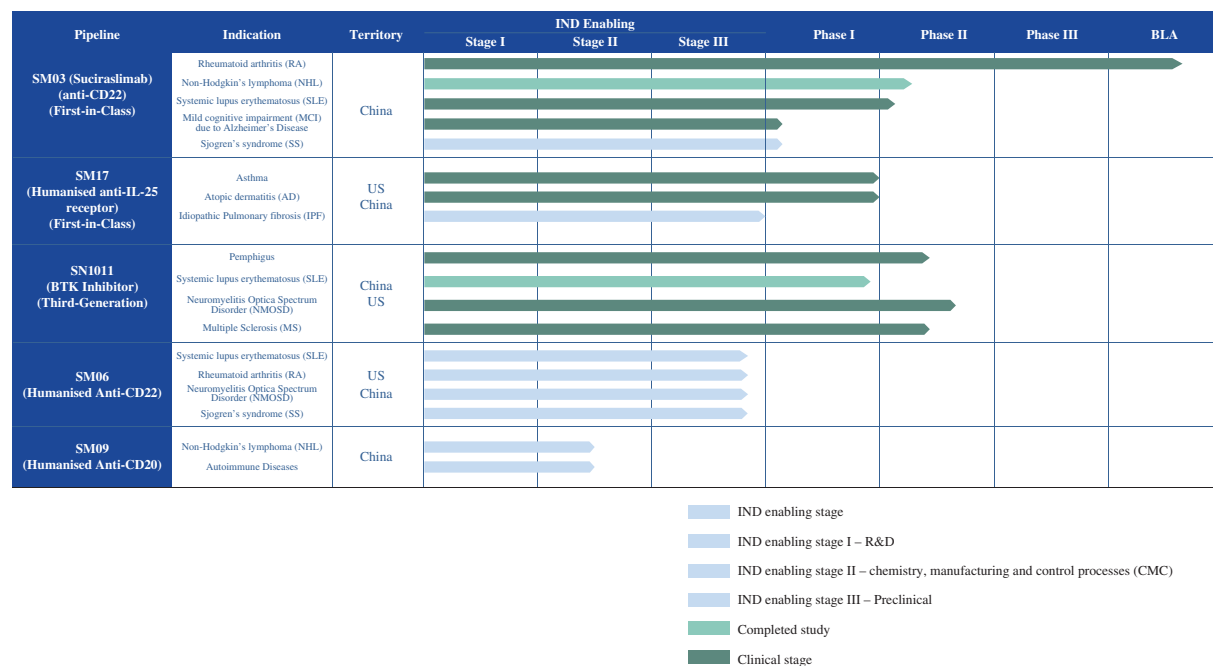 Pipeline
Indication
Territory
IND Enabling
Stage I
Stage II
Stage III
Phase I
Phase II
Phase III
BLA
SM03 (Suciraslimab)
(anti-CD22)
(First-in-Class)
Rheumatoid arthritis (RA)
Non-Hodgkin's lymphoma (NHL)
Systemic lupus erythematosus (SLE)
Mild cognitive impairment (MCI)
due to Alzheimer's Disease
Sjogren's syndrome (SS)
China
SM17
(Humanised anti-IL-25
receptor)
(First-in-Class)
Asthma
Atopic dermatitis (AD)
Idiopathic Pulmonary fibrosis (IPF)
US
China
SN1011
(BTK Inhibitor)
(Third-Generation)
Pemphigus
Systemic lupus erythematosus (SLE)
Neuromyelitis Optica Spectrum
Disorder (NMOSD)
Multiple Sclerosis (MS)
China
US
SM06
(Humanised Anti-CD22)
Systemic lupus erythematosus (SLE)
Rheumatoid arthritis (RA)
Neuromyelitis Optica Spectrum
Disorder (NMOSD)
Sjogren's syndrome (SS)
US
China
SM09
(Humanised Anti-CD20)
Non-Hodgkin's lymphoma (NHL)
Autoimmune Diseases
China
IND enabling stage
IND enabling stage I – R&D
IND enabling stage II – chemistry, manufacturing and control processes (CMC)
IND enabling stage III – Preclinical
Completed study
Clinical stage